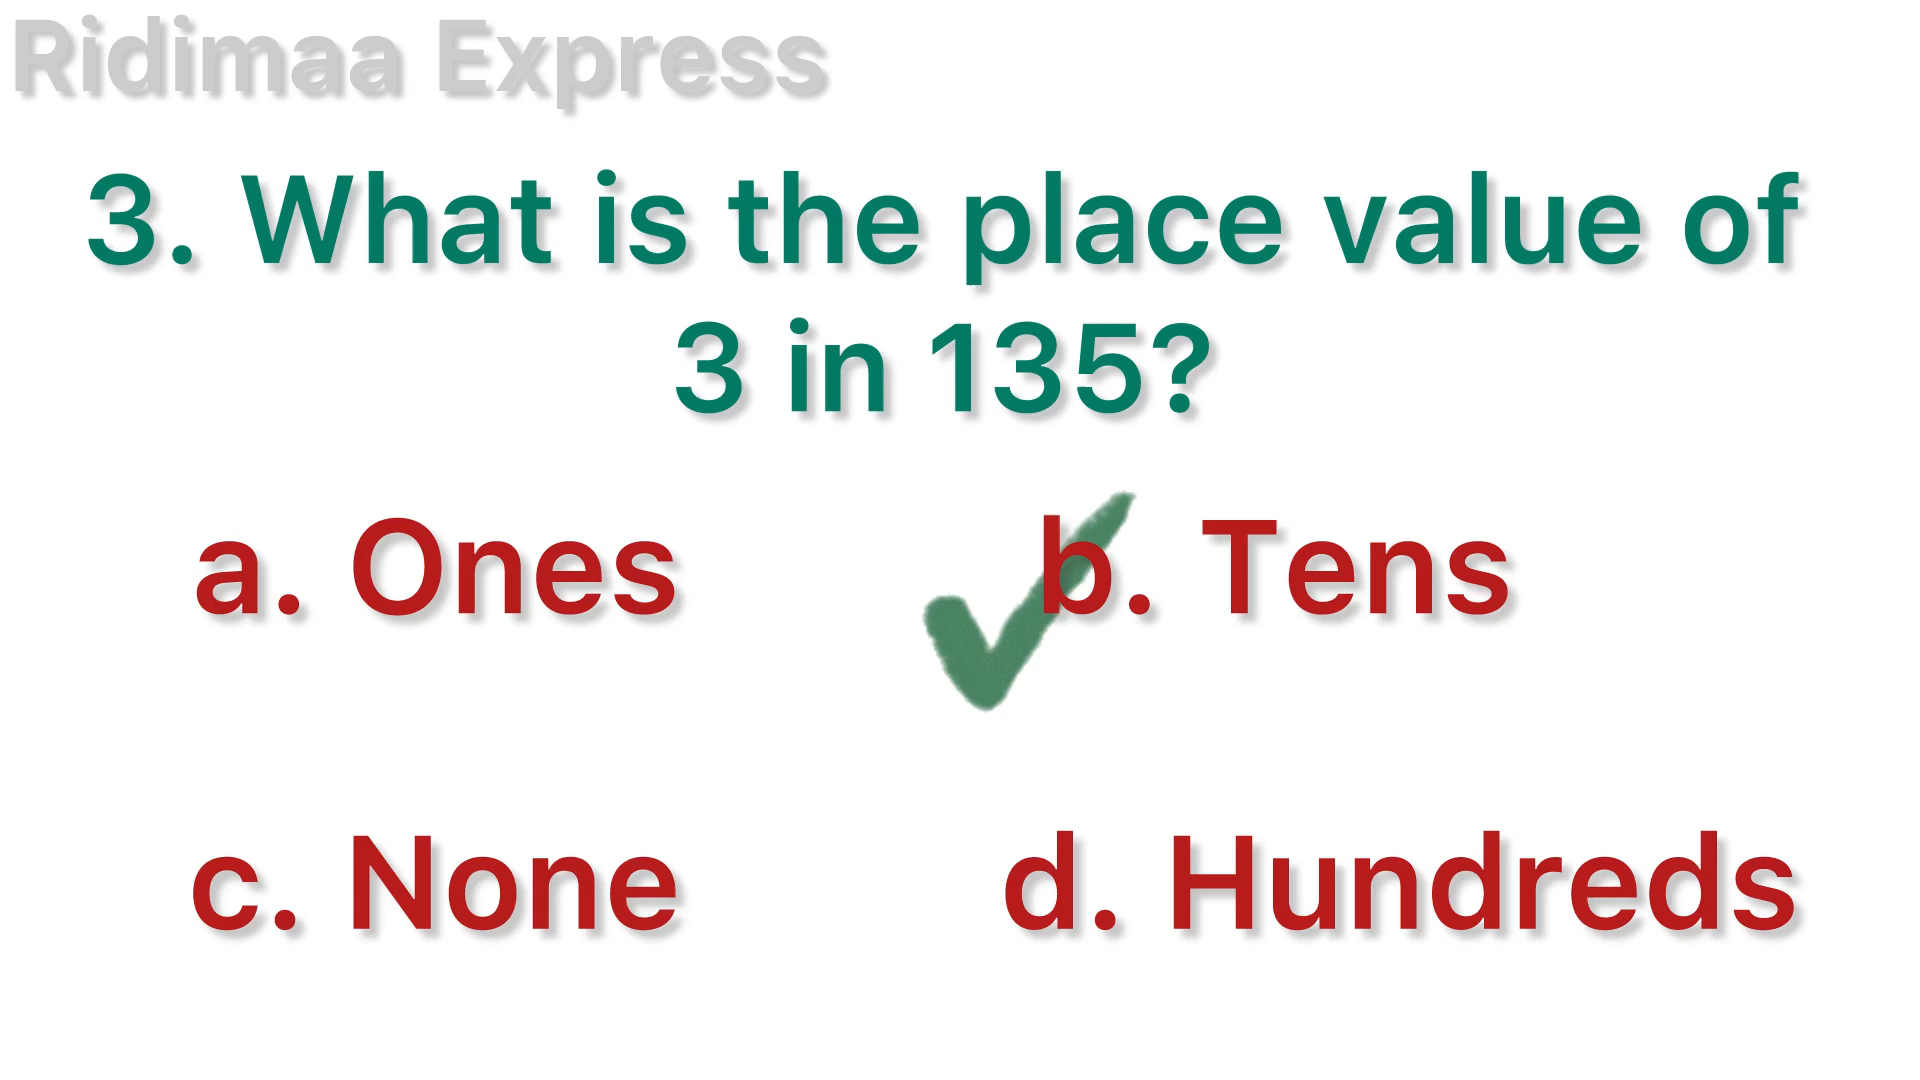 Ridimaa Express
3. What is the place value of
3 in 135?
a. Ones
b. Tens
c. None
d. Hundreds